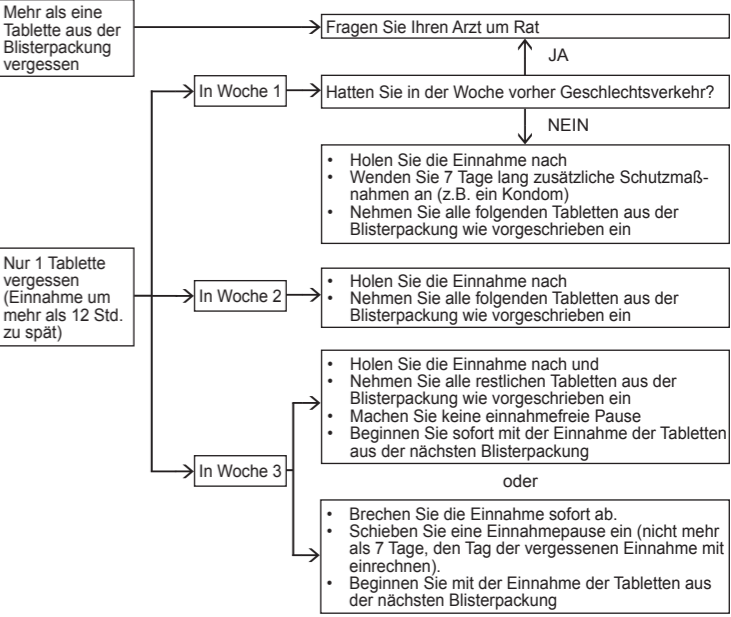 Mehr als eine
Tablette aus der
Blisterpackung
vergessen
Fragen Sie Ihren Arzt um Rat
JA
In Woche 1
Hatten Sie in der Woche vorher Geschlechtsverkehr?
NEIN
• Holen Sie die Einnahme nach
• Wenden Sie 7 Tage lang zusätzliche Schutzmaß-
nahmen an (z.B. ein Kondom)
• Nehmen Sie alle folgenden Tabletten aus der
Blisterpackung wie vorgeschrieben ein
Nur 1 Tablette
vergessen
(Einnahme um
mehr als 12 Std.
zu spät)
In Woche 2
• Holen Sie die Einnahme nach
• Nehmen Sie alle folgenden Tabletten aus der
Blisterpackung wie vorgeschrieben ein
In Woche 3
• Holen Sie die Einnahme nach und
• Nehmen Sie alle restlichen Tabletten aus der
Blisterpackung wie vorgeschrieben ein
• Machen Sie keine einnahmefreie Pause
• Beginnen Sie sofort mit der Einnahme der Tabletten
aus der nächsten Blisterpackung
oder
• Brechen Sie die Einnahme sofort ab.
• Schieben Sie eine Einnahmepause ein (nicht mehr
als 7 Tage, den Tag der vergessenen Einnahme mit
einrechnen).
• Beginnen Sie mit der Einnahme der Tabletten aus
der nächsten Blisterpackung